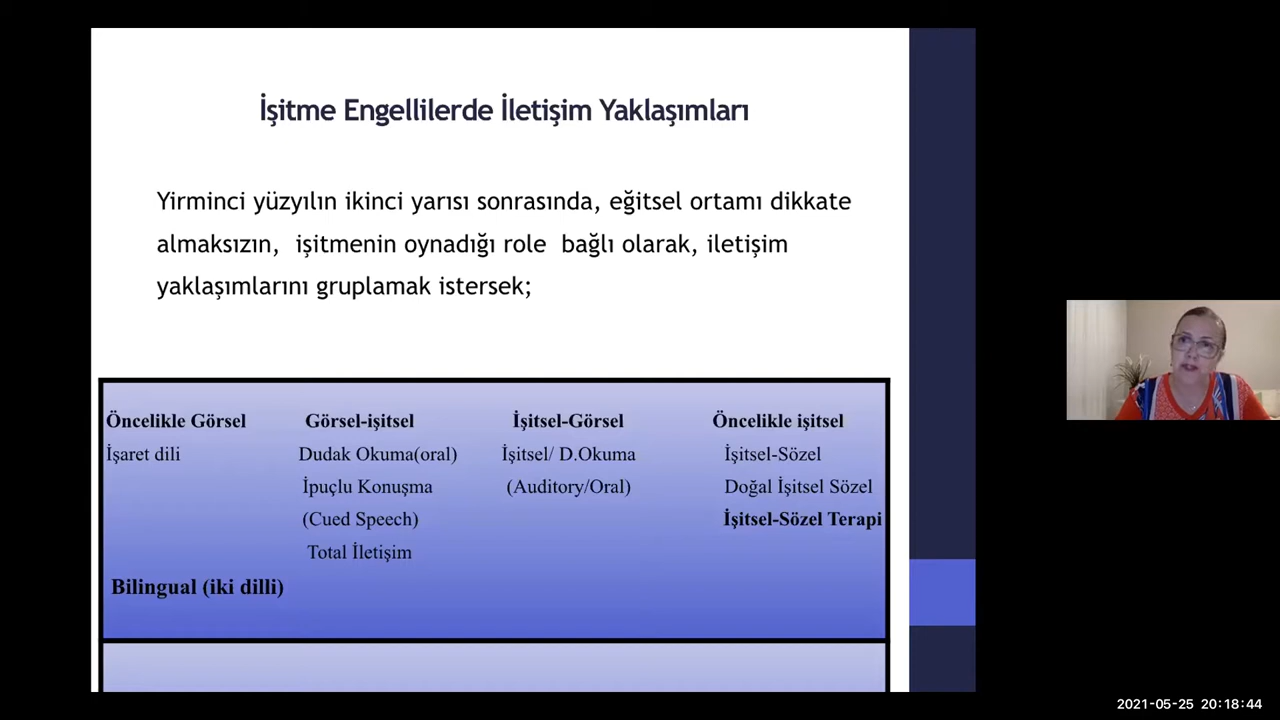 İşitme Engellilerde İletişim Yaklaşımları
Yirminci yüzyılın ikinci yarısı sonrasında, eğitsel ortamı dikkate
almaksızın, işitmenin oynadığı role bağlı olarak, iletişim
yaklaşımlarını gruplamak istersek;
Öncelikle Görsel Görsel-işitsel İşitsel-Görsel Öncelikle işitsel
İşaret dili Dudak Okuma(oral) İşitsel/ D.Okuma İşitsel-Sözel
İpuçlu Konuşma (Auditory/Oral) Doğal İşitsel Sözel
(Cued Speech) İşitsel-Sözel Terapi
Total İletişim
Bilingual (iki dilli)
2021-05-25 20:18:44